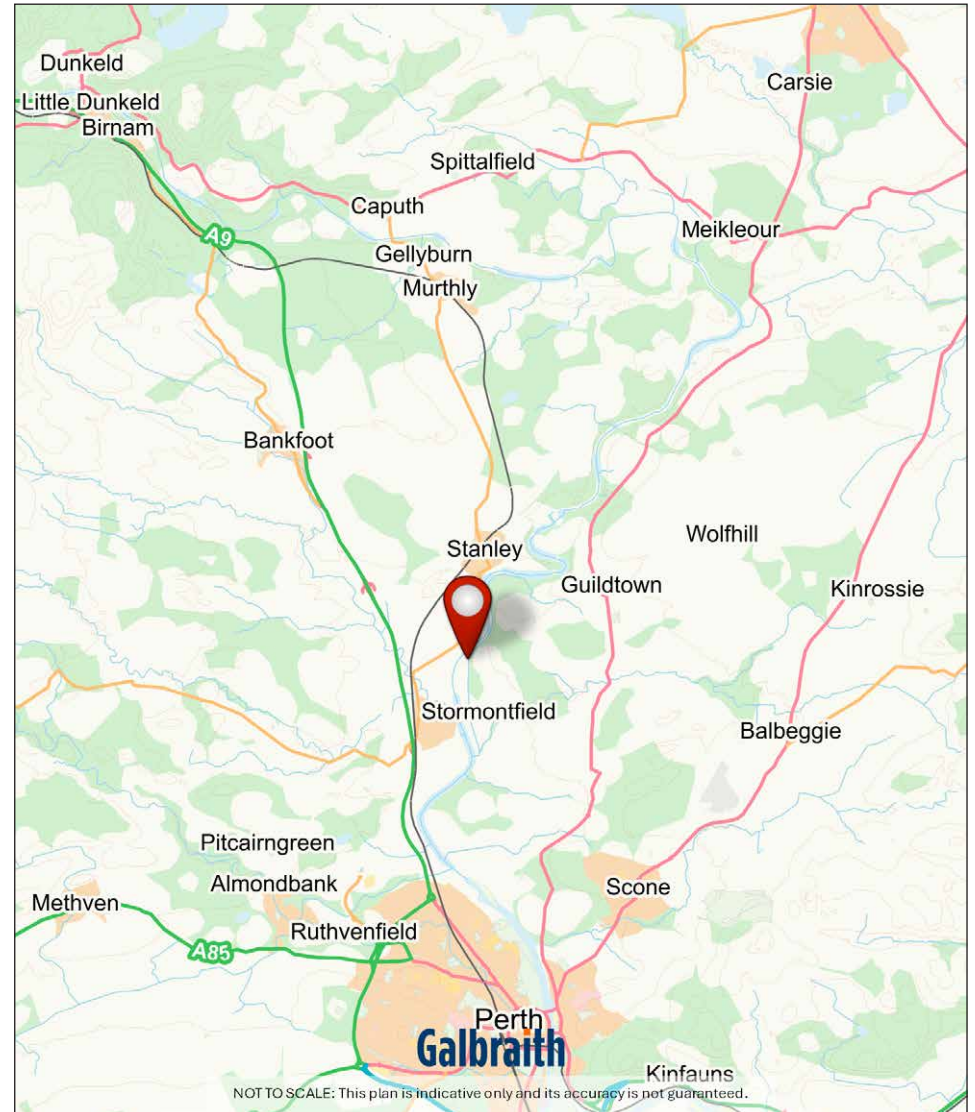 Dunkeld
Little Dunkeld
Birnam
Carsie
Spittalfield
Caputh
Meikleour
A9
Gellyburn
Murthly
Bankfoot
Stanley
Wolfhill
Guildtown
Kinrossie
Stormontfield
Balbeggie
Pitcairngreen
Almondbank
Scone
Methven
Ruthvenfield
A85
Perth
Galbraith
Kinfauns
NOT TO SCALE: This plan is indicative only and its accuracy is not guaranteed.